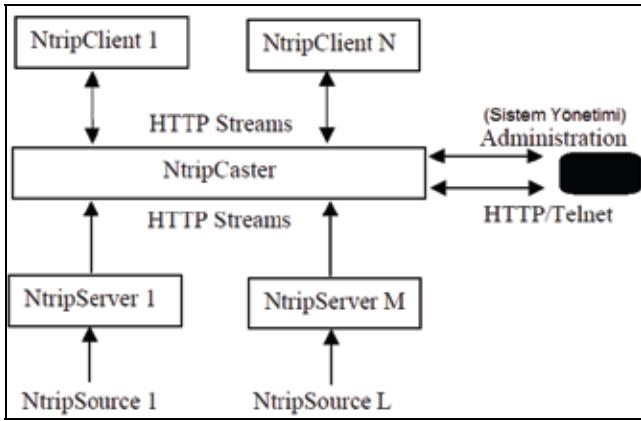 NtripClient 1
NtripClient N
HTTP Streams
(Sistem Yönetimi)
Administration
NtripCaster
HTTP Streams
HTTP/Telnet
NtripServer 1
NtripServer M
NtripSource 1
NtripSource L